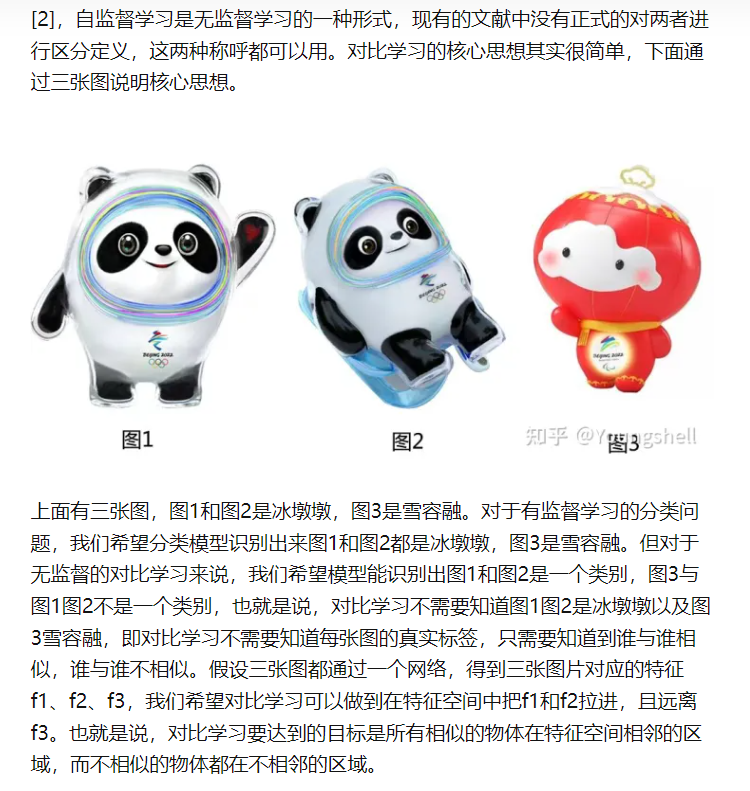 [2]，自监督学习是无监督学习的一种形式，现有的文献中没有正式的对两者进
行区分定义，这两种称呼都可以用。对比学习的核心思想其实很简单，下面通
过三张图说明核心思想。
BEIJING 2022
BEIJING 2022
BEIJING 2022
图1
图2
知乎 @Youngshell
图3
上面有三张图，图1和图2是冰墩墩，图3是雪容融。对于有监督学习的分类问
题，我们希望分类模型识别出来图1和图2都是冰墩墩，图3是雪容融。但对于
无监督的对比学习来说，我们希望模型能识别出图1和图2是一个类别，图3与
图1图2不是一个类别，也就是说，对比学习不需要知道图1图2是冰墩墩以及图
3雪容融，即对比学习不需要知道每张图的真实标签，只需要知道到谁与谁相
似，谁与谁不相似。假设三张图都通过一个网络，得到三张图片对应的特征
f1、f2、f3，我们希望对比学习可以做到在特征空间中把f1和f2拉进，且远离
f3。也就是说，对比学习要达到的目标是所有相似的物体在特征空间相邻的区
域，而不相似的物体都在不相邻的区域。